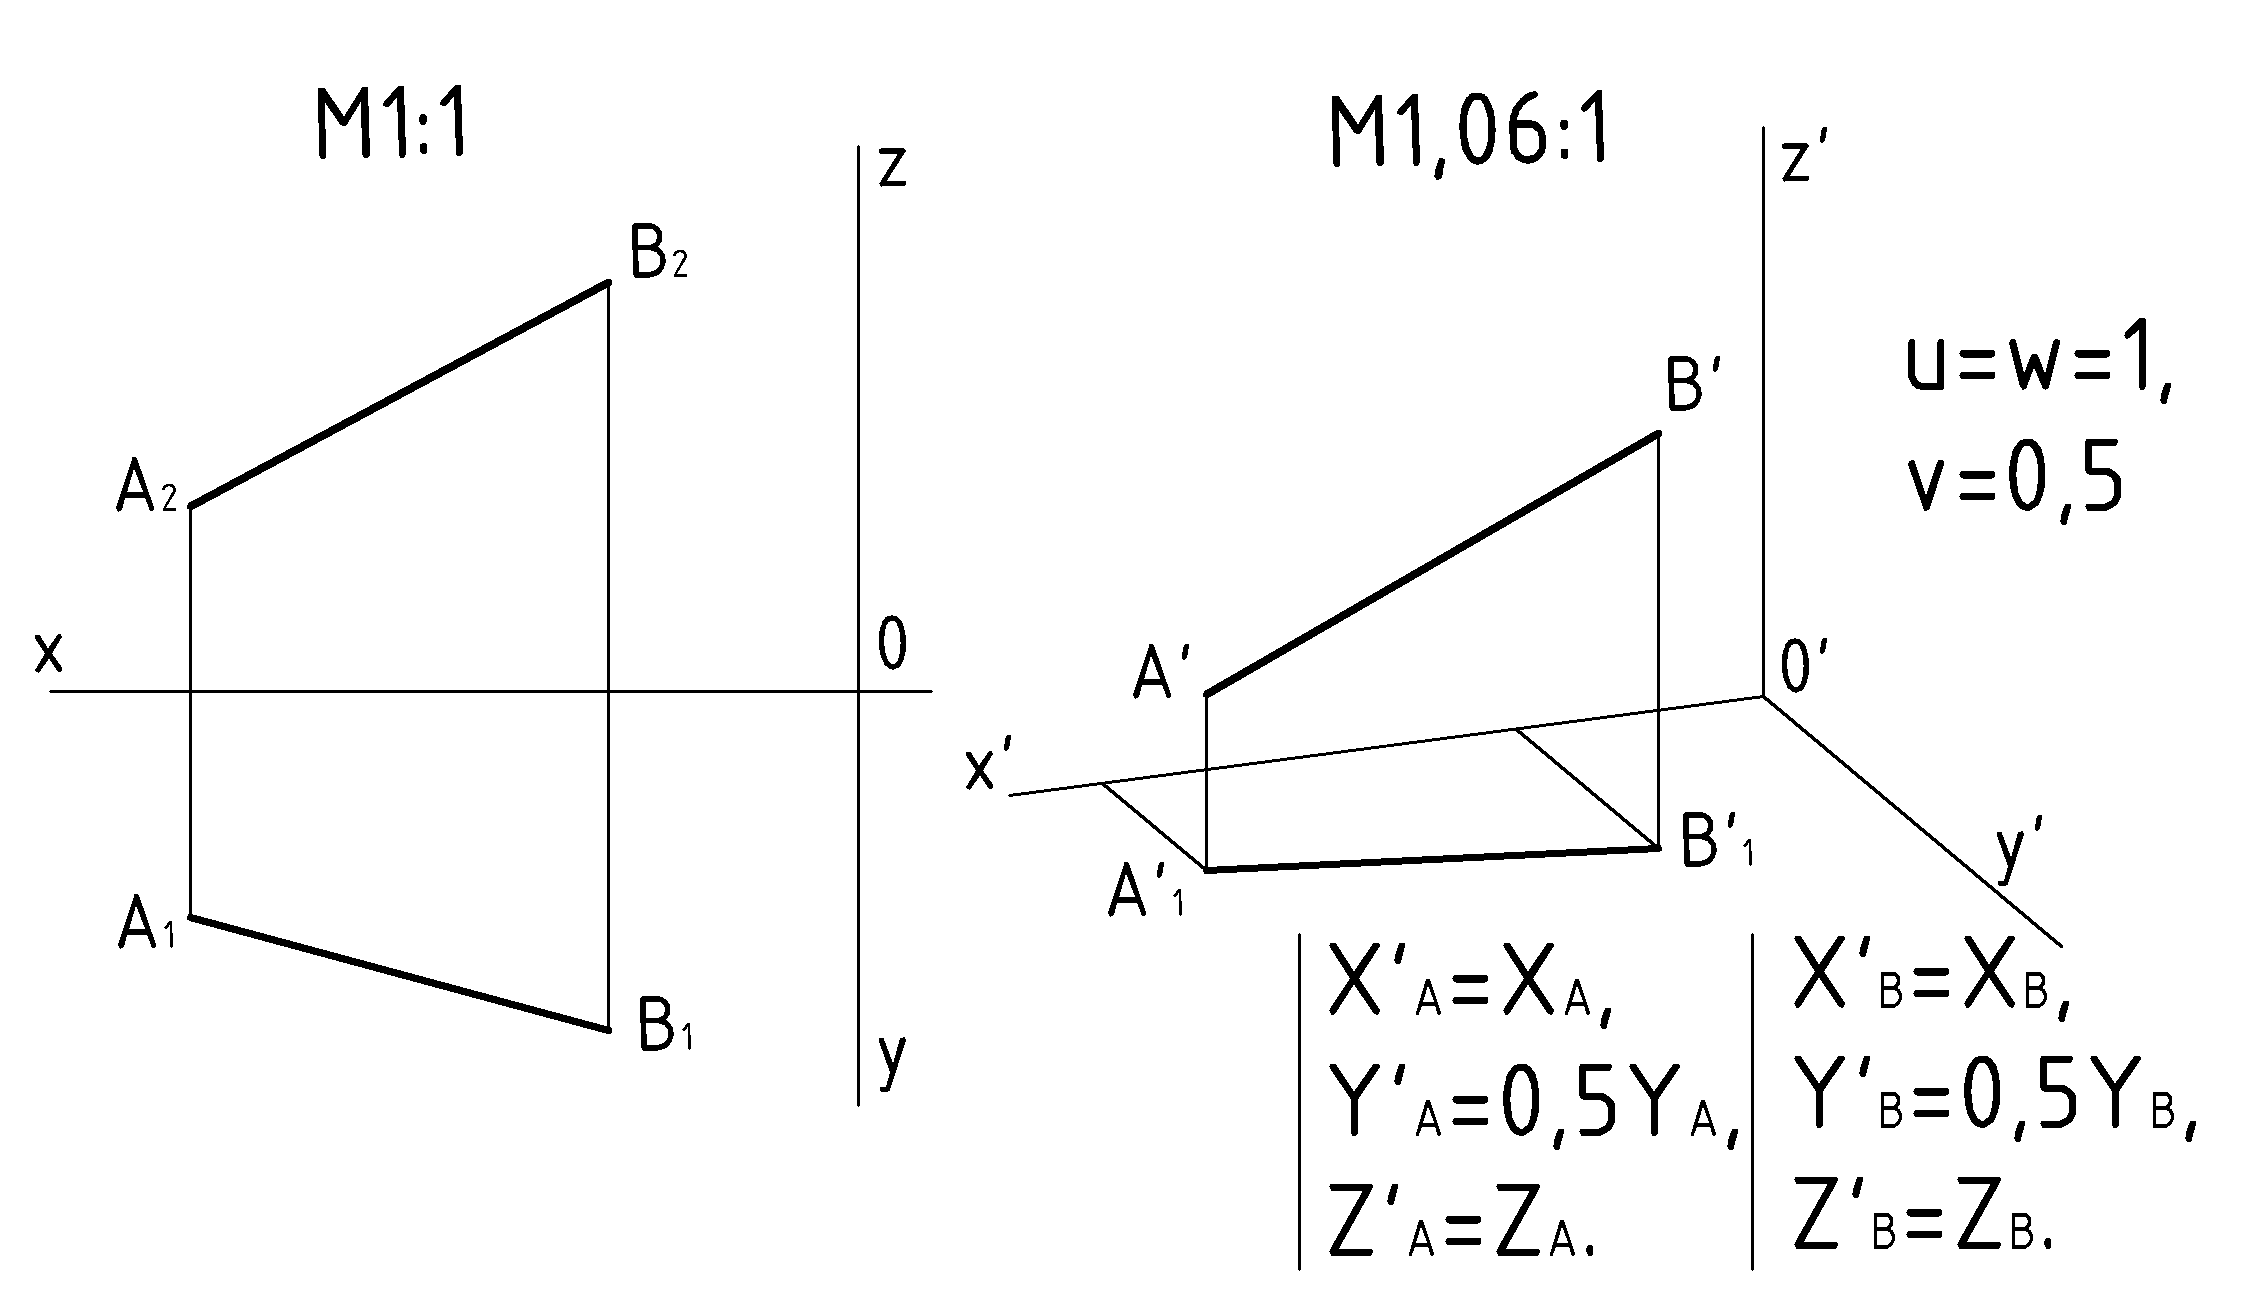 M1:1
z
B2
A2
x
0
A1
B1
y
M1,06:1
z'
u=w=1,
v=0,5
B'
A'
0'
x'
y'
B'1
A'1
X'A=XA,
Y'A=0,5YA,
Z'A=ZA.
X'B=XB,
Y'B=0,5YB,
Z'B=ZB.